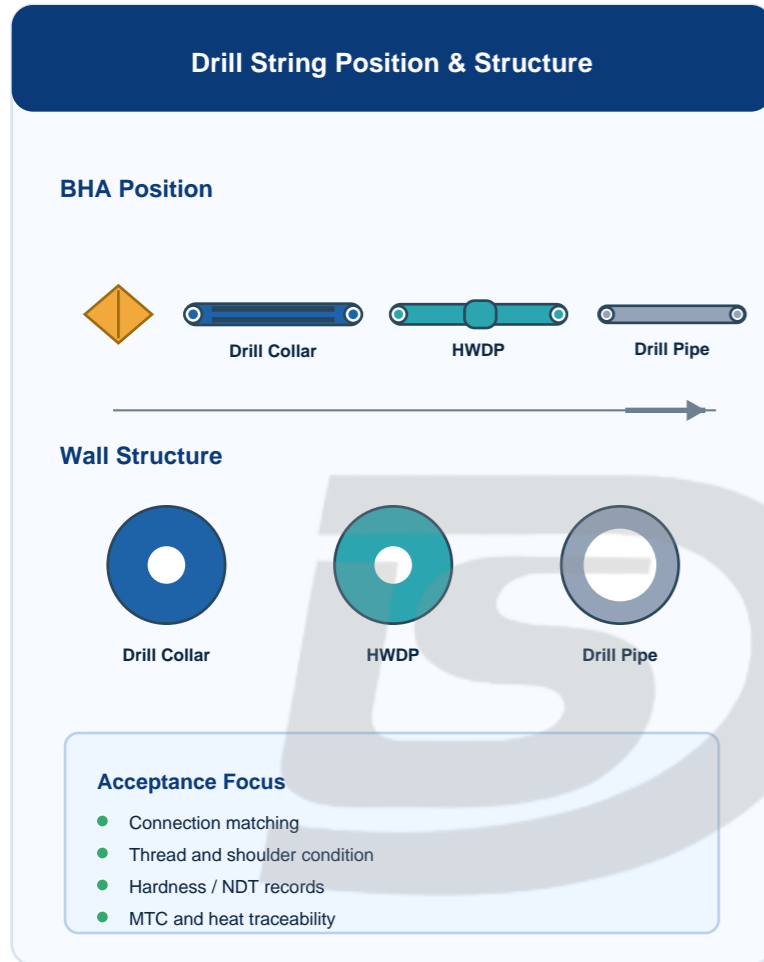 Drill String Position & Structure
BHA Position
Drill Collar
HWDP
Drill Pipe
Wall Structure
Drill Collar
HWDP
Drill Pipe
Acceptance Focus
Connection matching
Thread and shoulder condition
Hardness / NDT records
MTC and heat traceability